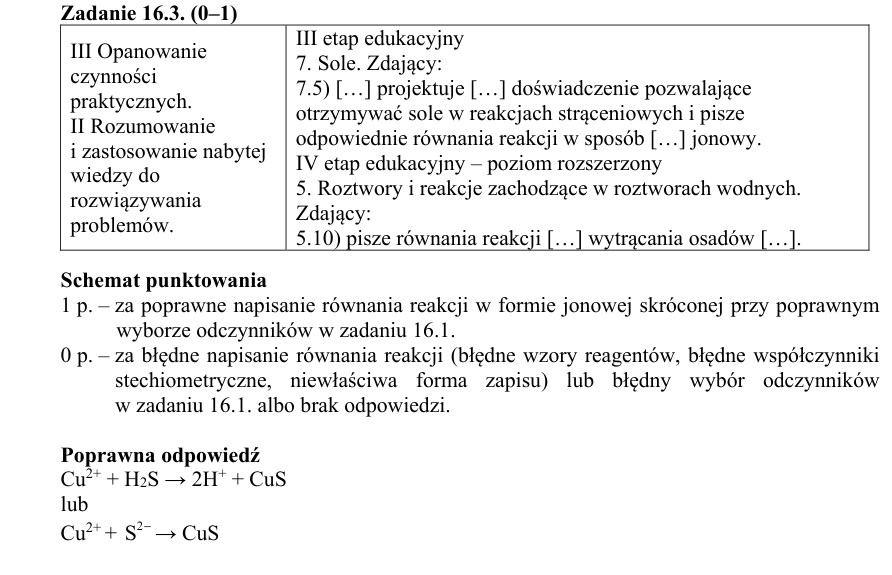 Zadanie 16.3. (0–1)
III Opanowanie
czynności
praktycznych.
II Rozumowanie
i zastosowanie nabytej
wiedzy do
rozwiązywania
problemów.
III etap edukacyjny
7. Sole. Zdający:
7.5) […] projektuje […] doświadczenie pozwalające
otrzymywać sole w reakcjach strąceniowych i pisze
odpowiednie równania reakcji w sposób […] jonowy.
IV etap edukacyjny – poziom rozszerzony
5. Roztwory i reakcje zachodzące w roztworach wodnych.
Zdający:
5.10) pisze równania reakcji […] wytrącania osadów […].
Schemat punktowania
1 p. – za poprawne napisanie równania reakcji w formie jonowej skróconej przy poprawnym
wyborze odczynników w zadaniu 16.1.
0 p. – za błędne napisanie równania reakcji (błędne wzory reagentów, błędne współczynniki
stechiometryczne, niewłaściwa forma zapisu) lub błędny wybór odczynników
w zadaniu 16.1. albo brak odpowiedzi.
Poprawna odpowiedź
Cu²⁺ + H₂S → 2H⁺ + CuS
lub
Cu²⁺ + S²⁻ → CuS